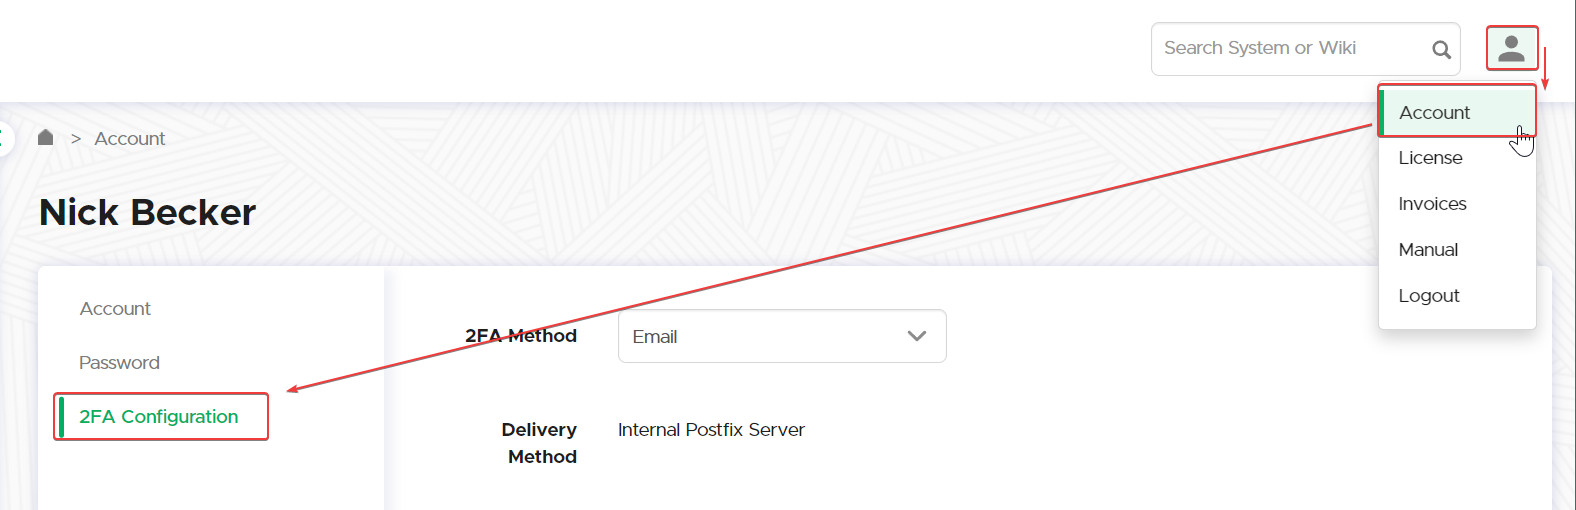 Search System or Wiki
> Account
Nick Becker
Account
License
Invoices
Manual
Logout
Account
Password
2FA Configuration
2FA Method
Email
Delivery
Method
Internal Postfix Server